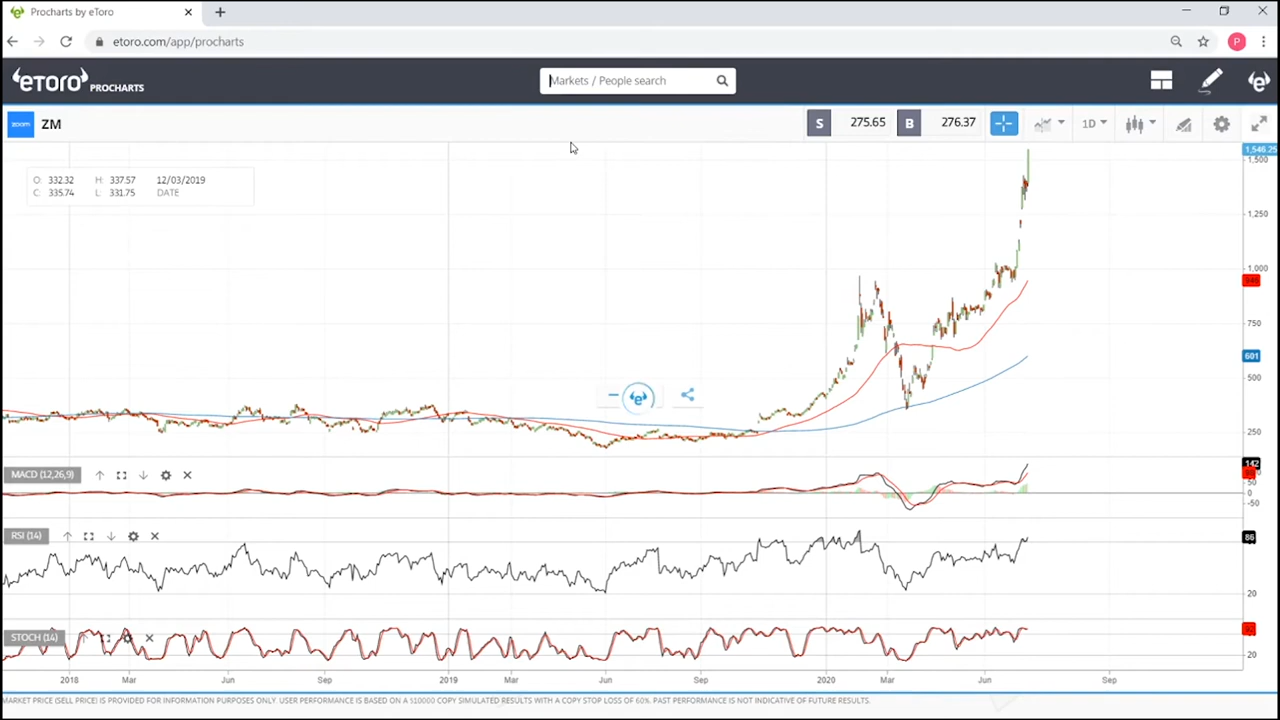 Procharts by eToro
etoro.com/app/procharts
P
eToro PROCHARTS
Markets / People search
zoom
ZM
S 275.65 B 276.37
1D
O: 332.32 H: 337.57 12/03/2019
C: 335.74 L: 331.75 DATE
1,546.25
1,500
1,250
1,000
946
750
601
500
250
MACD (12,26,9)
142
50
0
-50
RSI (14)
86
20
STOCH (14)
20
2018 Jun Sep 2019 Mar Jun Sep 2020 Mar Jun Sep
Mar
MARKET PRICE (SELL PRICE) IS PROVIDED FOR INFORMATION PURPOSES ONLY. USER PERFORMANCE IS BASED ON A $10000 COPY SIMULATED RESULTS WITH A COPY STOP LOSS OF 60%. PAST PERFORMANCE IS NOT INDICATIVE OF FUTURE RESULTS.